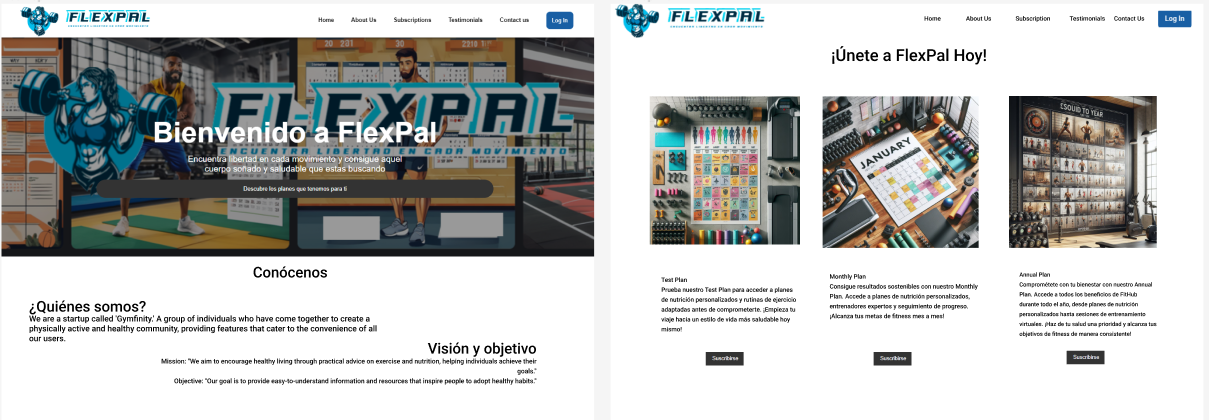 FLEXPAL
ENCUENTRA LIBERTAD EN CADA MOVIMIENTO
Home About Us Subscriptions Testimonials Contact us Log In
FLEXPAL
ENCUENTRA LIBERTAD EN CADA MOVIMIENTO
Bienvenido a FlexPal
Encuentra libertad en cada movimiento y consigue aquel
cuerpo soñado y saludable que estas buscando
Descubre los planes que tenemos para ti
Conócenos
¿Quiénes somos?
We are a startup called 'Gymfinity.' A group of individuals who have come together to create a
physically active and healthy community, providing features that cater to the convenience of all
our users.
Visión y objetivo
Mission: "We aim to encourage healthy living through practical advice on exercise and nutrition, helping individuals achieve their
goals."
Objective: "Our goal is to provide easy-to-understand information and resources that inspire people to adopt healthy habits."
FLEXPAL
ENCUENTRA LIBERTAD EN CADA MOVIMIENTO
Home About Us Subscription Testimonials Contact Us Log In
¡Únete a FlexPal Hoy!
JANUARY
ESOUID TO YEAR
Test Plan
Prueba nuestro Test Plan para acceder a planes
de nutrición personalizados y rutinas de ejercicio
adaptadas antes de comprometerte. ¡Empieza tu
viaje hacia un estilo de vida más saludable hoy
mismo!
Suscribirse
Monthly Plan
Consigue resultados sostenibles con nuestro Monthly
Plan. Accede a planes de nutrición personalizados,
entrenadores expertos y seguimiento de progreso.
¡Alcanza tus metas de fitness mes a mes!
Suscribirse
Annual Plan
Comprométete con tu bienestar con nuestro Annual
Plan. Accede a todos los beneficios de FitHub
durante todo el año, desde planes de nutrición
personalizados hasta sesiones de entrenamiento
virtuales. ¡Haz de tu salud una prioridad y alcanza tus
objetivos de fitness de manera consistente!
Suscribirse